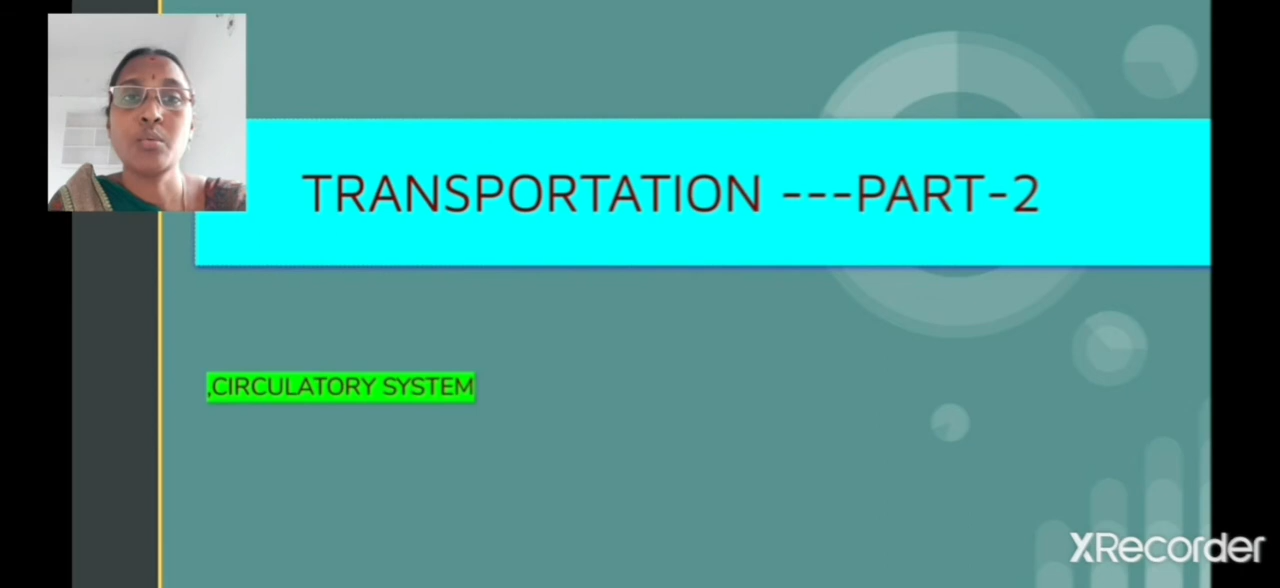 TRANSPORTATION ---PART-2
,CIRCULATORY SYSTEM
XRecorder